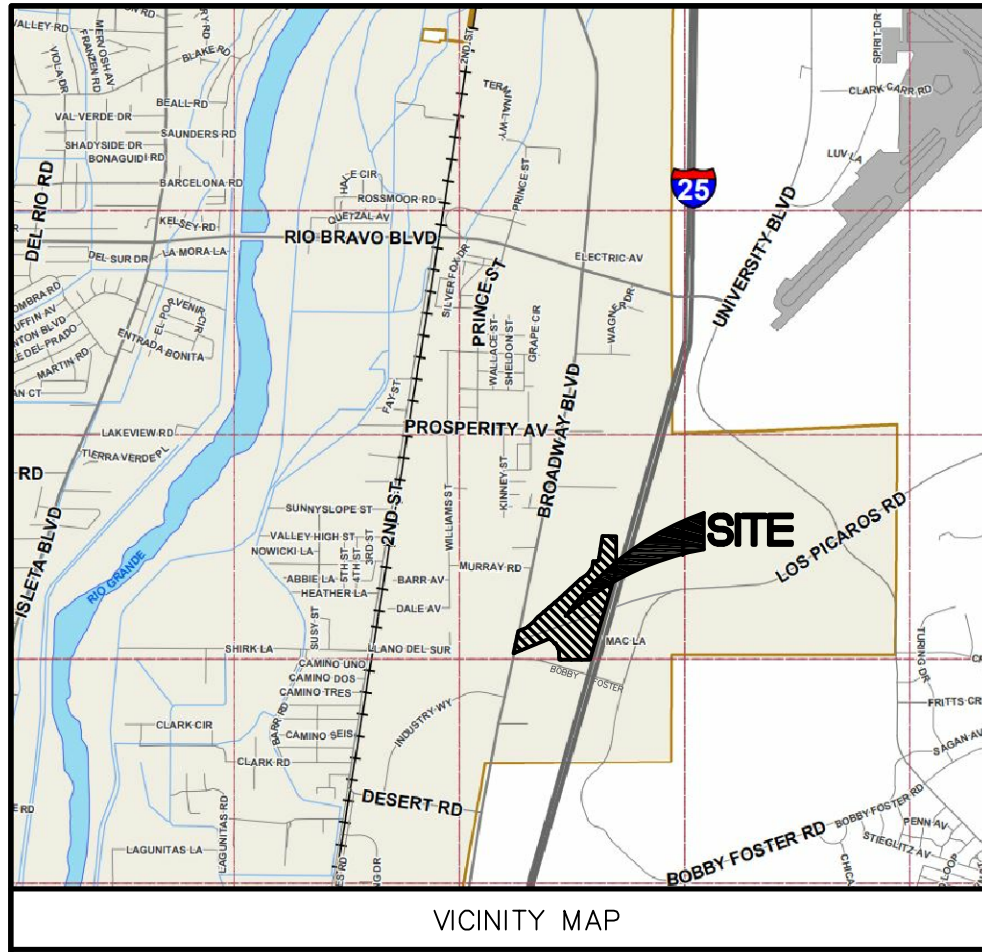 VALLEY RD
MERVOSH AV
FRANZEN RD
VIOLA DR
BLAKE RD
BEALL RD
VAL VERDE DR
SAUNDERS RD
SHADYSIDE DR
BARCELONA RD
KELSEY RD
DEL RIO RD
DEL SUR DR
LA MORA LA
ENTRADA BONITA
MARTIN RD
LAKEVIEW RD
TIERRA VERDE PL
RD
ISLETA BLVD
RIO GRANDE
2ND ST
PRINCE ST
ROSSMOOR RD
QUETZAL AV
RIO BRAVO BLVD
SILVER FOX DR
PRINCE ST
ELECTRIC AV
WALLACE ST
SHELDON ST
GRAPE CIR
WAGNER DR
FAY ST
PROSPERITY AV
BROADWAY BLVD
KINNEY ST
WILLIAMS ST
2ND ST
SUNNYSLOPE ST
VALLEY HIGH ST
NOWICKI LA
5TH ST
4TH ST
3RD ST
ABBIE LA
HEATHER LA
BARR AV
DALE AV
MURRAY RD
SUSY ST
SHIRK LA
LLANO DEL SUR
CAMINO UNO
CAMINO DOS
CAMINO TRES
BARR RD
CAMINO SEIS
CLARK CIR
CLARK RD
INDUSTRY WY
DESERT RD
LAGUNITAS RD
LAGUNITAS LA
25
SPIRIT DR
CLARK CARR RD
LUV LA
UNIVERSITY BLVD
SITE
LOS PICAROS RD
MAC LA
BOBBY FOSTER
TURING DR
FRITTS CR
SAGAN AV
BOBBY FOSTER RD
BOBBY FOSTER RD
PENN AV
STIEGLITZ AV
LOOP
VICINITY MAP